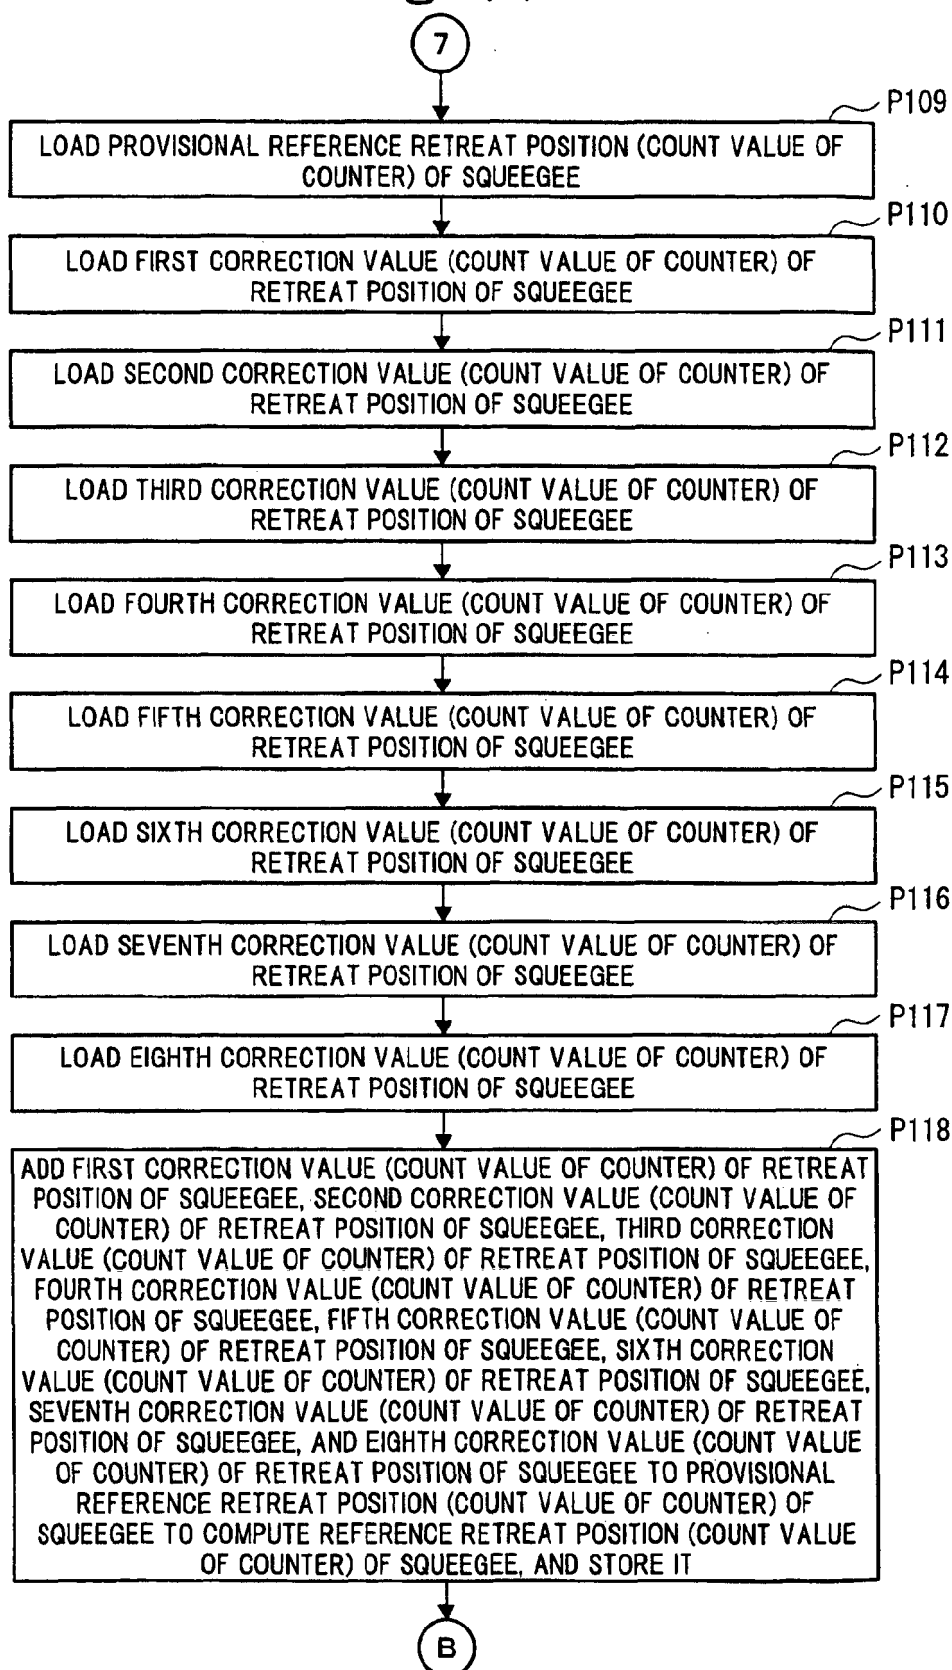 7
P109
LOAD PROVISIONAL REFERENCE RETREAT POSITION (COUNT VALUE OF
COUNTER) OF SQUEEGEE
P110
LOAD FIRST CORRECTION VALUE (COUNT VALUE OF COUNTER) OF
RETREAT POSITION OF SQUEEGEE
P111
LOAD SECOND CORRECTION VALUE (COUNT VALUE OF COUNTER) OF
RETREAT POSITION OF SQUEEGEE
P112
LOAD THIRD CORRECTION VALUE (COUNT VALUE OF COUNTER) OF
RETREAT POSITION OF SQUEEGEE
P113
LOAD FOURTH CORRECTION VALUE (COUNT VALUE OF COUNTER) OF
RETREAT POSITION OF SQUEEGEE
P114
LOAD FIFTH CORRECTION VALUE (COUNT VALUE OF COUNTER) OF
RETREAT POSITION OF SQUEEGEE
P115
LOAD SIXTH CORRECTION VALUE (COUNT VALUE OF COUNTER) OF
RETREAT POSITION OF SQUEEGEE
P116
LOAD SEVENTH CORRECTION VALUE (COUNT VALUE OF COUNTER) OF
RETREAT POSITION OF SQUEEGEE
P117
LOAD EIGHTH CORRECTION VALUE (COUNT VALUE OF COUNTER) OF
RETREAT POSITION OF SQUEEGEE
P118
ADD FIRST CORRECTION VALUE (COUNT VALUE OF COUNTER) OF RETREAT
POSITION OF SQUEEGEE, SECOND CORRECTION VALUE (COUNT VALUE OF
COUNTER) OF RETREAT POSITION OF SQUEEGEE, THIRD CORRECTION
VALUE (COUNT VALUE OF COUNTER) OF RETREAT POSITION OF SQUEEGEE,
FOURTH CORRECTION VALUE (COUNT VALUE OF COUNTER) OF RETREAT
POSITION OF SQUEEGEE, FIFTH CORRECTION VALUE (COUNT VALUE OF
COUNTER) OF RETREAT POSITION OF SQUEEGEE, SIXTH CORRECTION
VALUE (COUNT VALUE OF COUNTER) OF RETREAT POSITION OF SQUEEGEE,
SEVENTH CORRECTION VALUE (COUNT VALUE OF COUNTER) OF RETREAT
POSITION OF SQUEEGEE, AND EIGHTH CORRECTION VALUE (COUNT VALUE
OF COUNTER) OF RETREAT POSITION OF SQUEEGEE TO PROVISIONAL
REFERENCE RETREAT POSITION (COUNT VALUE OF COUNTER) OF
SQUEEGEE TO COMPUTE REFERENCE RETREAT POSITION (COUNT VALUE
OF COUNTER) OF SQUEEGEE, AND STORE IT
B